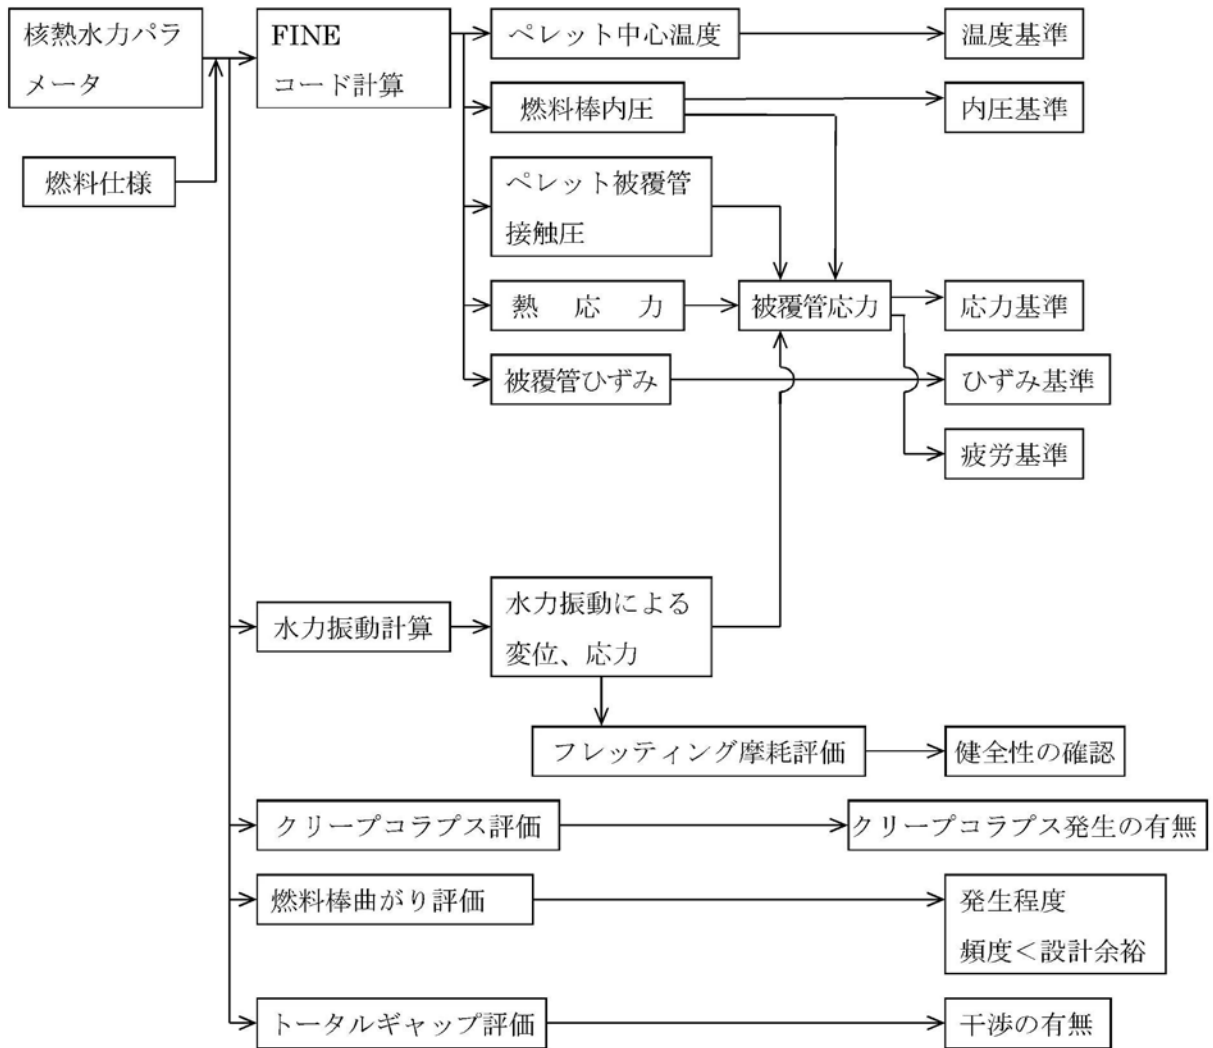 核熱水力パラ
メータ
燃料仕様
FINE
コード計算
ペレット中心温度
温度基準
燃料棒内圧
内圧基準
ペレット被覆管
接触圧
熱　応　力
被覆管応力
応力基準
被覆管ひずみ
ひずみ基準
疲労基準
水力振動計算
水力振動による
変位、応力
フレッティング摩耗評価
健全性の確認
クリープコラプス評価
クリープコラプス発生の有無
燃料棒曲がり評価
発生程度
頻度＜設計余裕
トータルギャップ評価
干渉の有無